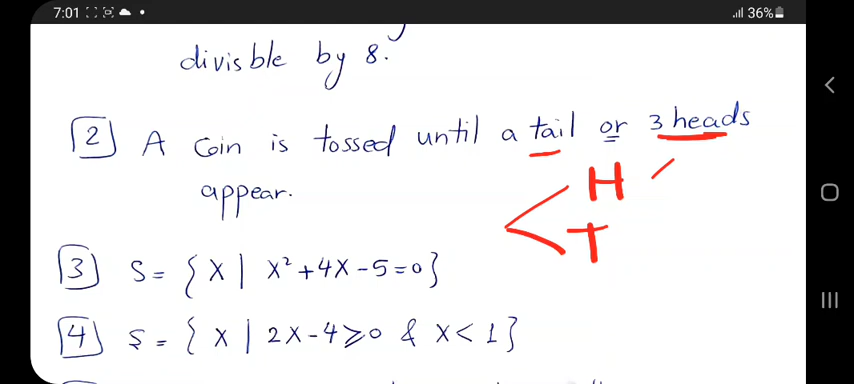 7:01 36%
divisble by 8.
2 A Coin is tossed until a tail or 3 heads
appear.
H
T
3 S = { X | X² + 4X - 5 = 0 }
4 S = { X | 2X - 4 ⩾ 0 & X < 1 }